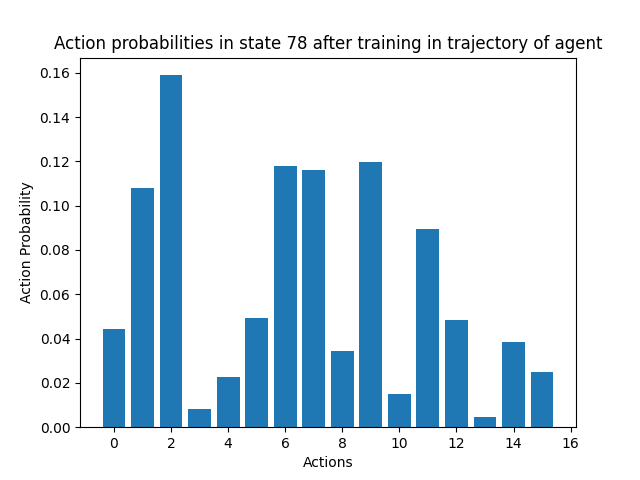 Action probabilities in state 78 after training in trajectory of agent
0.16
0.14
0.12
0.10
0.08
0.06
0.04
0.02
0.00
Action Probability
0 2 4 6 8 10 12 14 16
Actions